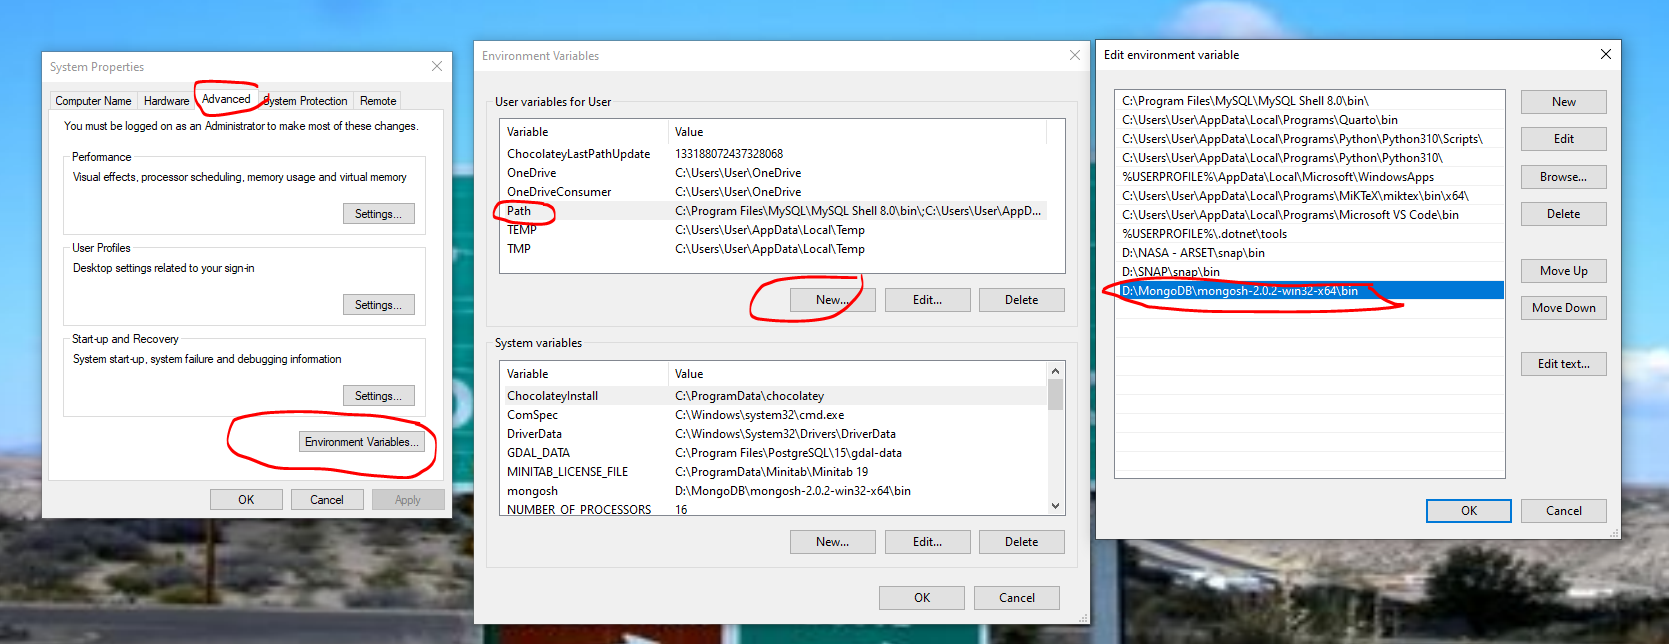 System Properties
Computer Name Hardware Advanced System Protection Remote
You must be logged on as an Administrator to make most of these changes.
Performance
Visual effects, processor scheduling, memory usage and virtual memory
Settings...
User Profiles
Desktop settings related to your sign-in
Settings...
Start-up and Recovery
System start-up, system failure and debugging information
Settings...
Environment Variables...
OK Cancel Apply
Environment Variables
User variables for User
Variable Value
ChocolateyLastPathUpdate 133188072437328068
OneDrive C:\Users\User\OneDrive
OneDriveConsumer C:\Users\User\OneDrive
Path C:\Program Files\MySQL\MySQL Shell 8.0\bin\;C:\Users\User\AppD...
TEMP C:\Users\User\AppData\Local\Temp
TMP C:\Users\User\AppData\Local\Temp
New... Edit... Delete
System variables
Variable Value
ChocolateyInstall C:\ProgramData\chocolatey
ComSpec C:\Windows\system32\cmd.exe
DriverData C:\Windows\System32\Drivers\DriverData
GDAL_DATA C:\Program Files\PostgreSQL\15\gdal-data
MINITAB_LICENSE_FILE C:\ProgramData\Minitab\Minitab 19
mongosh D:\MongoDB\mongosh-2.0.2-win32-x64\bin
NUMBER_OF_PROCESSORS 16
New... Edit... Delete
OK Cancel
Edit environment variable
C:\Program Files\MySQL\MySQL Shell 8.0\bin\
C:\Users\User\AppData\Local\Programs\Quarto\bin
C:\Users\User\AppData\Local\Programs\Python\Python310\Scripts\
C:\Users\User\AppData\Local\Programs\Python\Python310\
%USERPROFILE%\AppData\Local\Microsoft\WindowsApps
C:\Users\User\AppData\Local\Programs\MiKTeX\miktex\bin\x64\
C:\Users\User\AppData\Local\Programs\Microsoft VS Code\bin
%USERPROFILE%\.dotnet\tools
D:\NASA - ARSET\snap\bin
D:\SNAP\snap\bin
D:\MongoDB\mongosh-2.0.2-win32-x64\bin
New
Edit
Browse...
Delete
Move Up
Move Down
Edit text...
OK Cancel